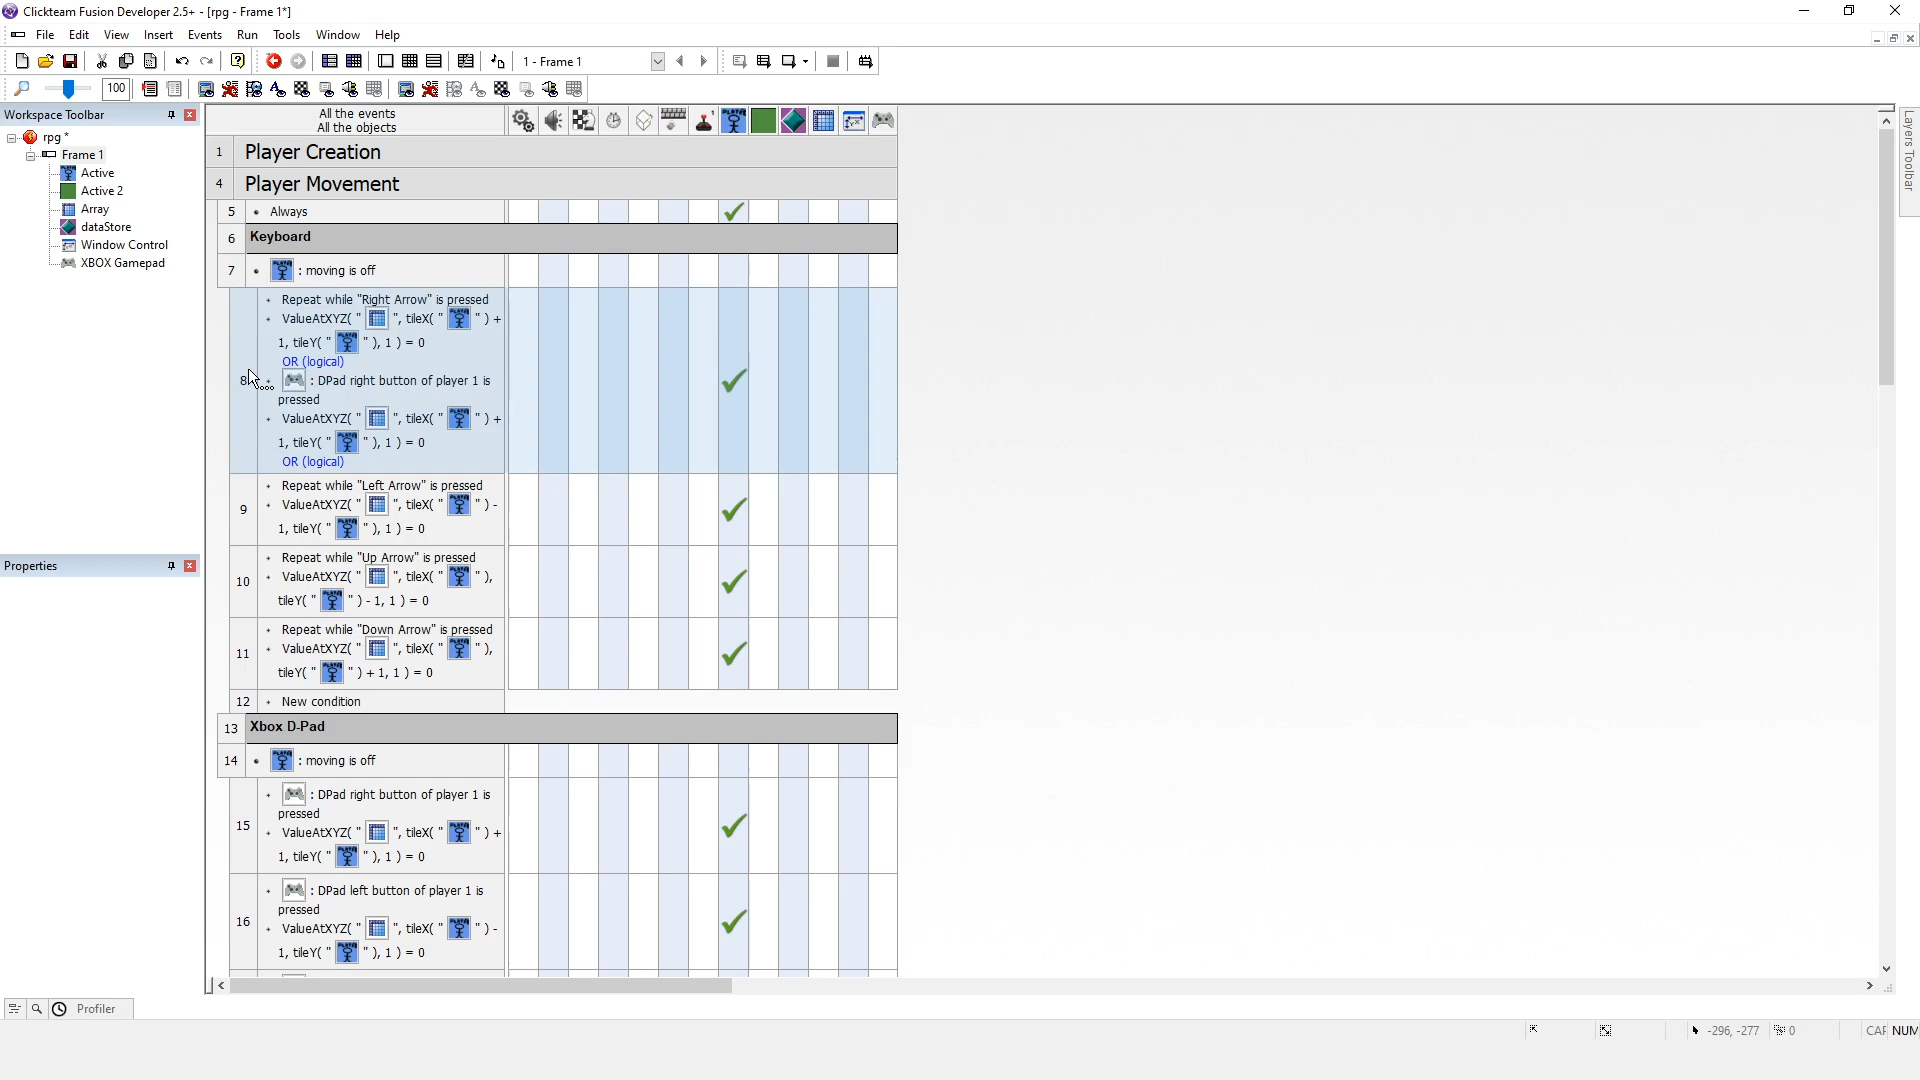 Clickteam Fusion Developer 2.5+ - [rpg - Frame 1*]
File Edit View Insert Events Run Tools Window Help
1 - Frame 1
100
Workspace Toolbar
rpg *
Frame 1
Active
Active 2
Array
dataStore
Window Control
XBOX Gamepad
Properties
All the events
All the objects
1 Player Creation
4 Player Movement
5 • Always
6 Keyboard
7 • : moving is off
Repeat while "Right Arrow" is pressed
ValueAtXYZ( " ", tileX( " " ) +
1, tileY( " " ), 1 ) = 0
OR (logical)
8 : DPad right button of player 1 is
pressed
ValueAtXYZ( " ", tileX( " " ) +
1, tileY( " " ), 1 ) = 0
OR (logical)
Repeat while "Left Arrow" is pressed
9 ValueAtXYZ( " ", tileX( " " ) -
1, tileY( " " ), 1 ) = 0
Repeat while "Up Arrow" is pressed
10 ValueAtXYZ( " ", tileX( " " ),
tileY( " " ) - 1, 1 ) = 0
Repeat while "Down Arrow" is pressed
11 ValueAtXYZ( " ", tileX( " " ),
tileY( " " ) + 1, 1 ) = 0
12 New condition
13 Xbox D-Pad
14 • : moving is off
: DPad right button of player 1 is
pressed
15 ValueAtXYZ( " ", tileX( " " ) +
1, tileY( " " ), 1 ) = 0
: DPad left button of player 1 is
pressed
16 ValueAtXYZ( " ", tileX( " " ) -
1, tileY( " " ), 1 ) = 0
Layers Toolbar
Profiler
-296, -277
0
CAP NUM